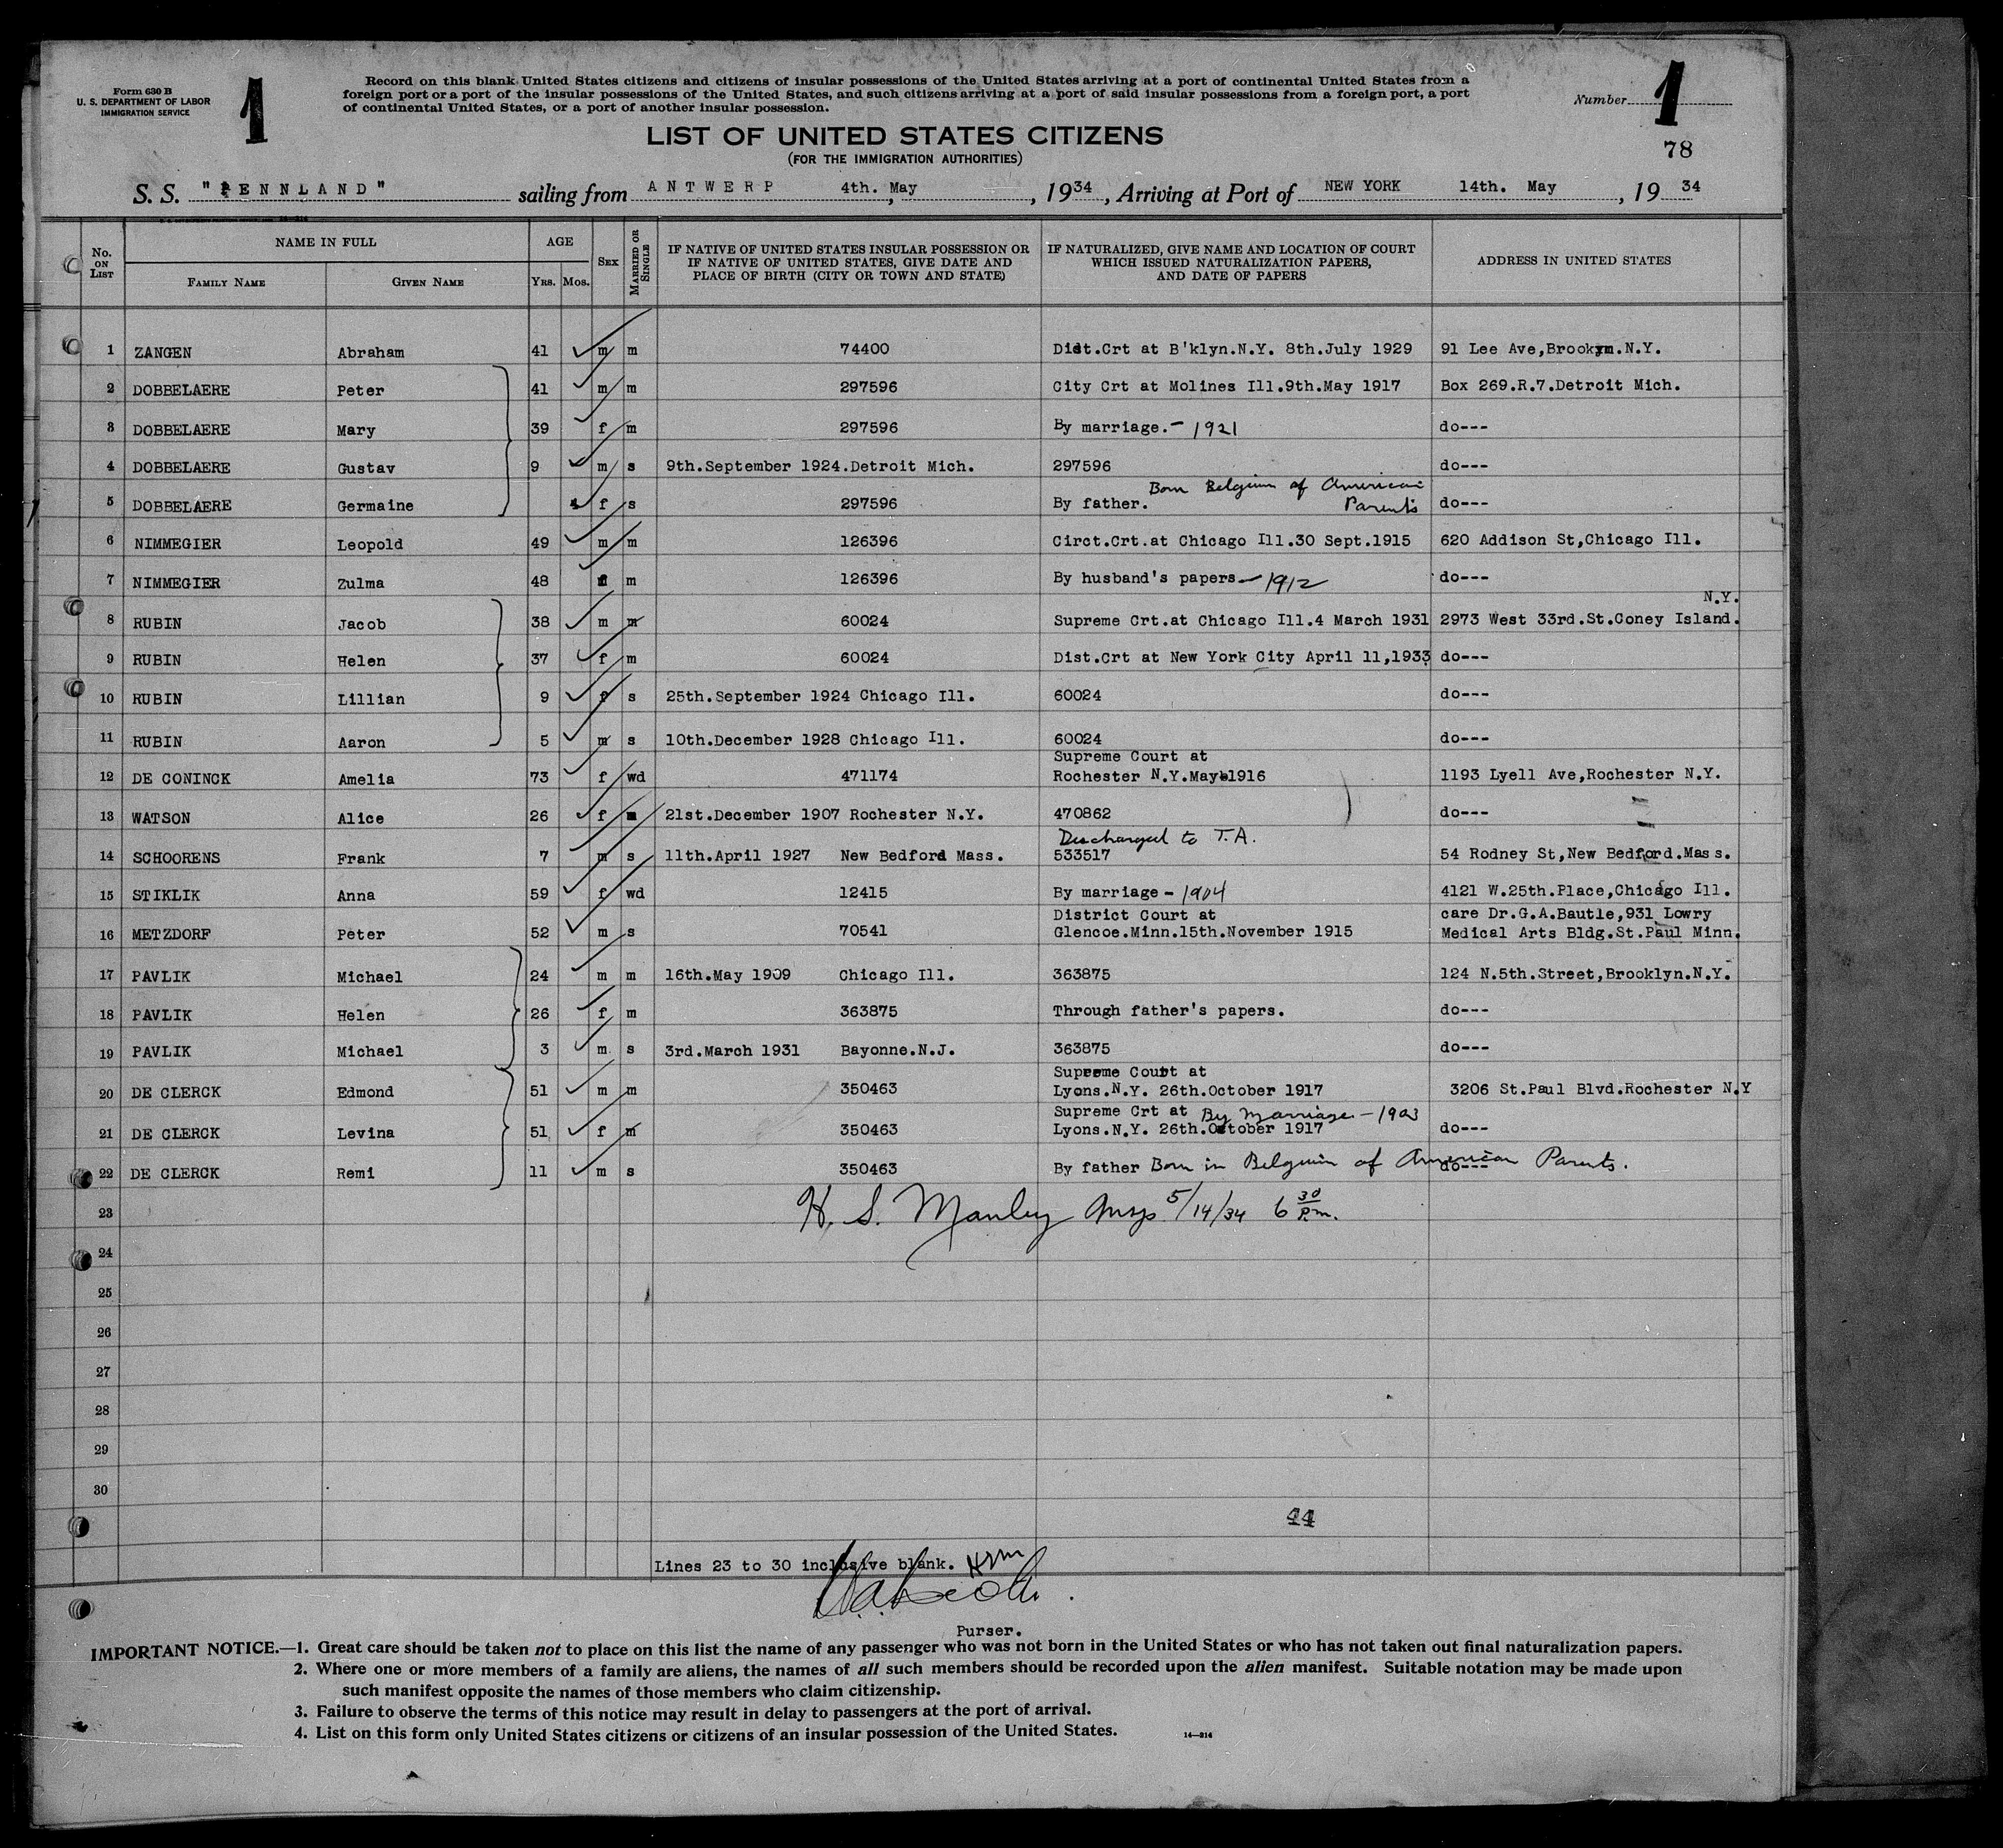 Form 630 B
U. S. DEPARTMENT OF LABOR
IMMIGRATION SERVICE
1
Record on this blank United States citizens and citizens of insular possessions of the United States arriving at a port of continental United States from a
foreign port or a port of the insular possessions of the United States, and such citizens arriving at a port of said insular possessions from a foreign port, a port
of continental United States, or a port of another insular possession.
Number 1
LIST OF UNITED STATES CITIZENS
(FOR THE IMMIGRATION AUTHORITIES)
78
S. S. "PENNLAND" sailing from ANTWERP 4th. May, 1934, Arriving at Port of NEW YORK 14th. May, 1934
No. ON LIST NAME IN FULL FAMILY NAME GIVEN NAME AGE YRS. MOS. SEX MARRIED OR SINGLE IF NATIVE OF UNITED STATES INSULAR POSSESSION OR IF NATIVE OF UNITED STATES, GIVE DATE AND PLACE OF BIRTH (CITY OR TOWN AND STATE) IF NATURALIZED, GIVE NAME AND LOCATION OF COURT WHICH ISSUED NATURALIZATION PAPERS, AND DATE OF PAPERS ADDRESS IN UNITED STATES
1 ZANGEN Abraham 41 m m 74400 Dist.Crt at B'klyn.N.Y. 8th.July 1929 91 Lee Ave,Brookyn.N.Y.
2 DOBBELAERE Peter 41 m m 297596 City Crt at Molines Ill.9th.May 1917 Box 269.R.7.Detroit Mich.
3 DOBBELAERE Mary 39 f m 297596 By marriage.- 1921 do---
4 DOBBELAERE Gustav 9 m s 9th.September 1924.Detroit Mich. 297596 do---
5 DOBBELAERE Germaine f s 297596 By father. Born Belgium of American Parents do---
6 NIMMEGIER Leopold 49 m m 126396 Circt.Crt.at Chicago Ill.30 Sept.1915 620 Addison St,Chicago Ill.
7 NIMMEGIER Zulma 48 f m 126396 By husband's papers - 1912 do---
8 RUBIN Jacob 38 m m 60024 Supreme Crt.at Chicago Ill.4 March 1931 2973 West 33rd.St.Coney Island. N.Y.
9 RUBIN Helen 37 f m 60024 Dist.Crt at New York City April 11,1933 do---
10 RUBIN Lillian 9 f s 25th.September 1924 Chicago Ill. 60024 do---
11 RUBIN Aaron 5 m s 10th.December 1928 Chicago Ill. 60024 do---
12 DE CONINCK Amelia 73 f wd 471174 Supreme Court at Rochester N.Y.May 1916 1193 Lyell Ave,Rochester N.Y.
13 WATSON Alice 26 f m 21st.December 1907 Rochester N.Y. 470862 do---
14 SCHOORENS Frank 7 m s 11th.April 1927 New Bedford Mass. Discharged to T.A. 533517 54 Rodney St,New Bedford.Mass.
15 STIKLIK Anna 59 f wd 12415 By marriage - 1904 4121 W.25th.Place,Chicago Ill.
16 METZDORF Peter 52 m s 70541 District Court at Glencoe.Minn.15th.November 1915 care Dr.G.A.Bautle,931 Lowry Medical Arts Bldg.St.Paul Minn.
17 PAVLIK Michael 24 m m 16th.May 1909 Chicago Ill. 363875 124 N.5th.Street,Brooklyn.N.Y.
18 PAVLIK Helen 26 f m 363875 Through father's papers. do---
19 PAVLIK Michael 3 m s 3rd.March 1931 Bayonne.N.J. 363875 do---
20 DE CLERCK Edmond 51 m m 350463 Supreme Court at Lyons.N.Y. 26th.October 1917 3206 St.Paul Blvd.Rochester N.Y
21 DE CLERCK Levina 51 f m 350463 Supreme Crt at Lyons.N.Y. 26th.October 1917 By Marriage - 1903 do---
22 DE CLERCK Remi 11 m s 350463 By father Born in Belgium of American Parents. do---
23 H. S. Manley Insp 5/14/34 6 30 P.m.
24
25
26
27
28
29
30
44
Lines 23 to 30 inclusive blank. HSM
Purser.
IMPORTANT NOTICE.—1. Great care should be taken not to place on this list the name of any passenger who was not born in the United States or who has not taken out final naturalization papers.
2. Where one or more members of a family are aliens, the names of all such members should be recorded upon the alien manifest. Suitable notation may be made upon
such manifest opposite the names of those members who claim citizenship.
3. Failure to observe the terms of this notice may result in delay to passengers at the port of arrival.
4. List on this form only United States citizens or citizens of an insular possession of the United States.
14—214